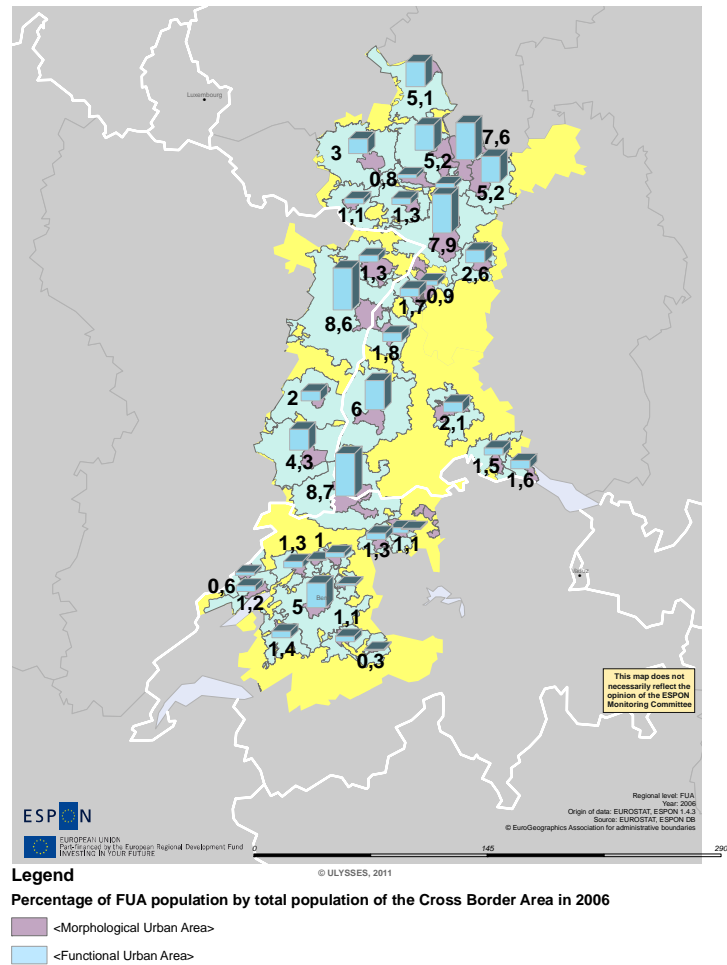 Luxembourg
5,1
7,6
3
5,2
0,8
5,2
1,1
1,3
7,9
1,3
2,6
0,9
1,7
8,6
1,8
2
6
2,1
4,3
1,5
1,6
8,7
1,3
1
1,3
1,1
0,6
1,2
5
1,1
1,4
0,3
This map does not
necessarily reflect the
opinion of the ESPON
Monitoring Committee
Regional level: FUA
Year: 2006
Origin of data: EUROSTAT, ESPON 1.4.3
Source: EUROSTAT, ESPON DB
© EuroGeographics Association for administrative boundaries
ESPON
EUROPEAN UNION
Part-financed by the European Regional Development Fund
INVESTING IN YOUR FUTURE
0 145 290
Legend
© ULYSSES, 2011
Percentage of FUA population by total population of the Cross Border Area in 2006
<Morphological Urban Area>
<Functional Urban Area>